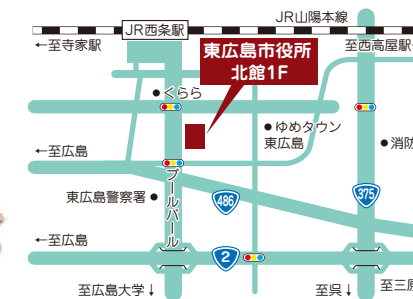 JR山陽本線
JR西条駅
←至寺家駅
至西高屋駅
東広島市役所
北館1F
●くらら
●ゆめタウン
東広島
●消防
←至広島
ブールバール
東広島警察署●
486
375
←至広島
2
至広島大学↓
至呉↓
至三原